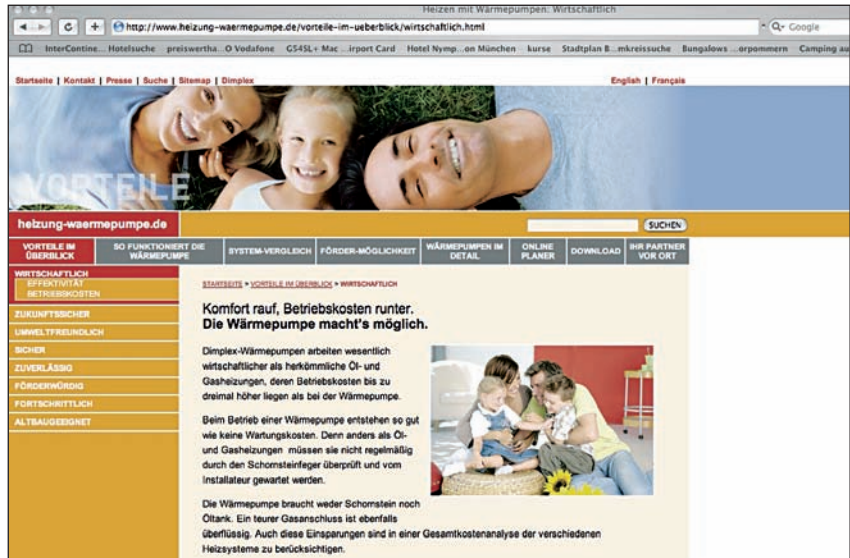 Heizen mit Wärmepumpen: Wirtschaftlich
http://www.heizung-waermepumpe.de/vorteile-im-ueberblick/wirtschaftlich.html
Google
InterContine... Hotelsuche preiswertha...O Vodafone G54SL+ Mac ...irport Card Hotel Nymp...on München kurse Stadtplan B...mkreissuche Bungalows ...orpommern Camping au
Startseite | Kontakt | Presse | Suche | Sitemap | Dimplex English | Français
VORTEILE
heizung-waermepumpe.de SUCHEN
VORTEILE IM ÜBERBLICK SO FUNKTIONIERT DIE WÄRMEPUMPE SYSTEM-VERGLEICH FÖRDER-MÖGLICHKEIT WÄRMEPUMPEN IM DETAIL ONLINE PLANER DOWNLOAD IHR PARTNER VOR ORT
WIRTSCHAFTLICH
EFFEKTIVITÄT
BETRIEBSKOSTEN
ZUKUNFTSSICHER
UMWELTFREUNDLICH
SICHER
ZUVERLÄSSIG
FÖRDERWÜRDIG
FORTSCHRITTLICH
ALTBAUGEEIGNET
STARTSEITE ▸ VORTEILE IM ÜBERBLICK ▸ WIRTSCHAFTLICH
Komfort rauf, Betriebskosten runter.
Die Wärmepumpe macht's möglich.
Dimplex-Wärmepumpen arbeiten wesentlich
wirtschaftlicher als herkömmliche Öl- und
Gasheizungen, deren Betriebskosten bis zu
dreimal höher liegen als bei der Wärmepumpe.
Beim Betrieb einer Wärmepumpe entstehen so gut
wie keine Wartungskosten. Denn anders als Öl-
und Gasheizungen müssen sie nicht regelmäßig
durch den Schornsteinfeger überprüft und vom
Installateur gewartet werden.
Die Wärmepumpe braucht weder Schornstein noch
Öltank. Ein teurer Gasanschluss ist ebenfalls
überflüssig. Auch diese Einsparungen sind in einer Gesamtkostenanalyse der verschiedenen
Heizsysteme zu berücksichtigen.